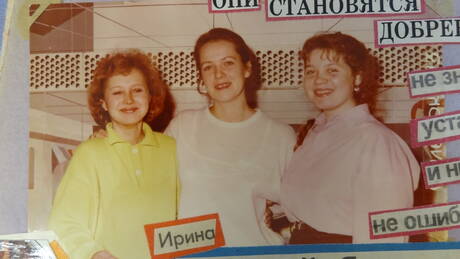 ОНИ СТАНОВЯТСЯ
ДОБРЕЕ
не зн
уста
и н
не ошиб
Ирина